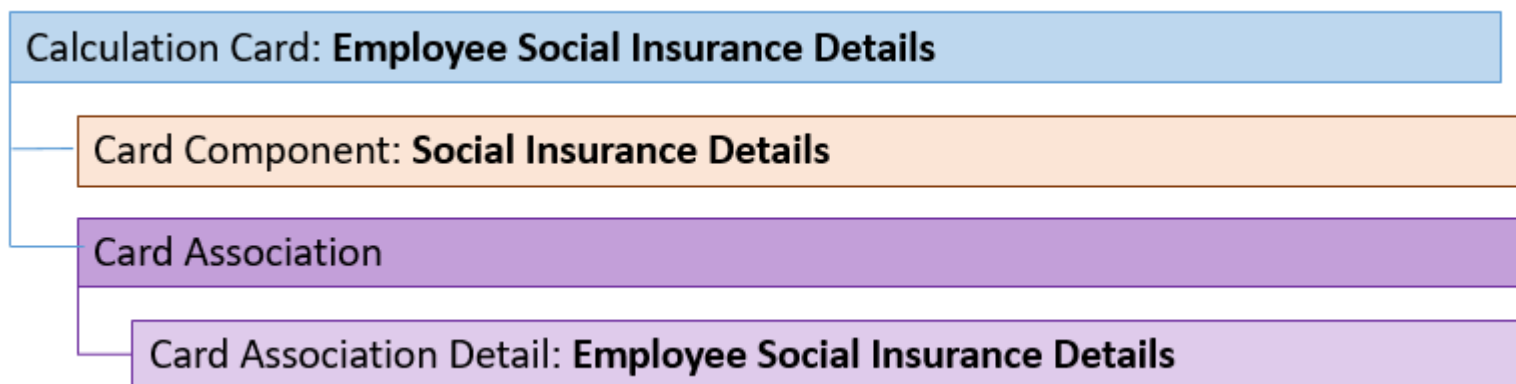 Calculation Card: Employee Social Insurance Details
Card Component: Social Insurance Details
Card Association
Card Association Detail: Employee Social Insurance Details